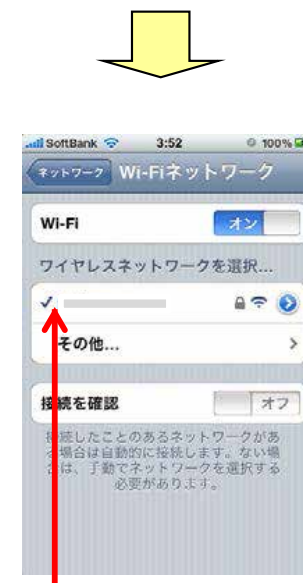 SoftBank 3:52 100%
ネットワーク Wi-Fiネットワーク
Wi-Fi オン
ワイヤレスネットワークを選択...
その他...
接続を確認 オフ
接続したことのあるネットワークがあ
る場合は自動的に接続します。ない場
合は、手動でネットワークを選択する
必要があります。